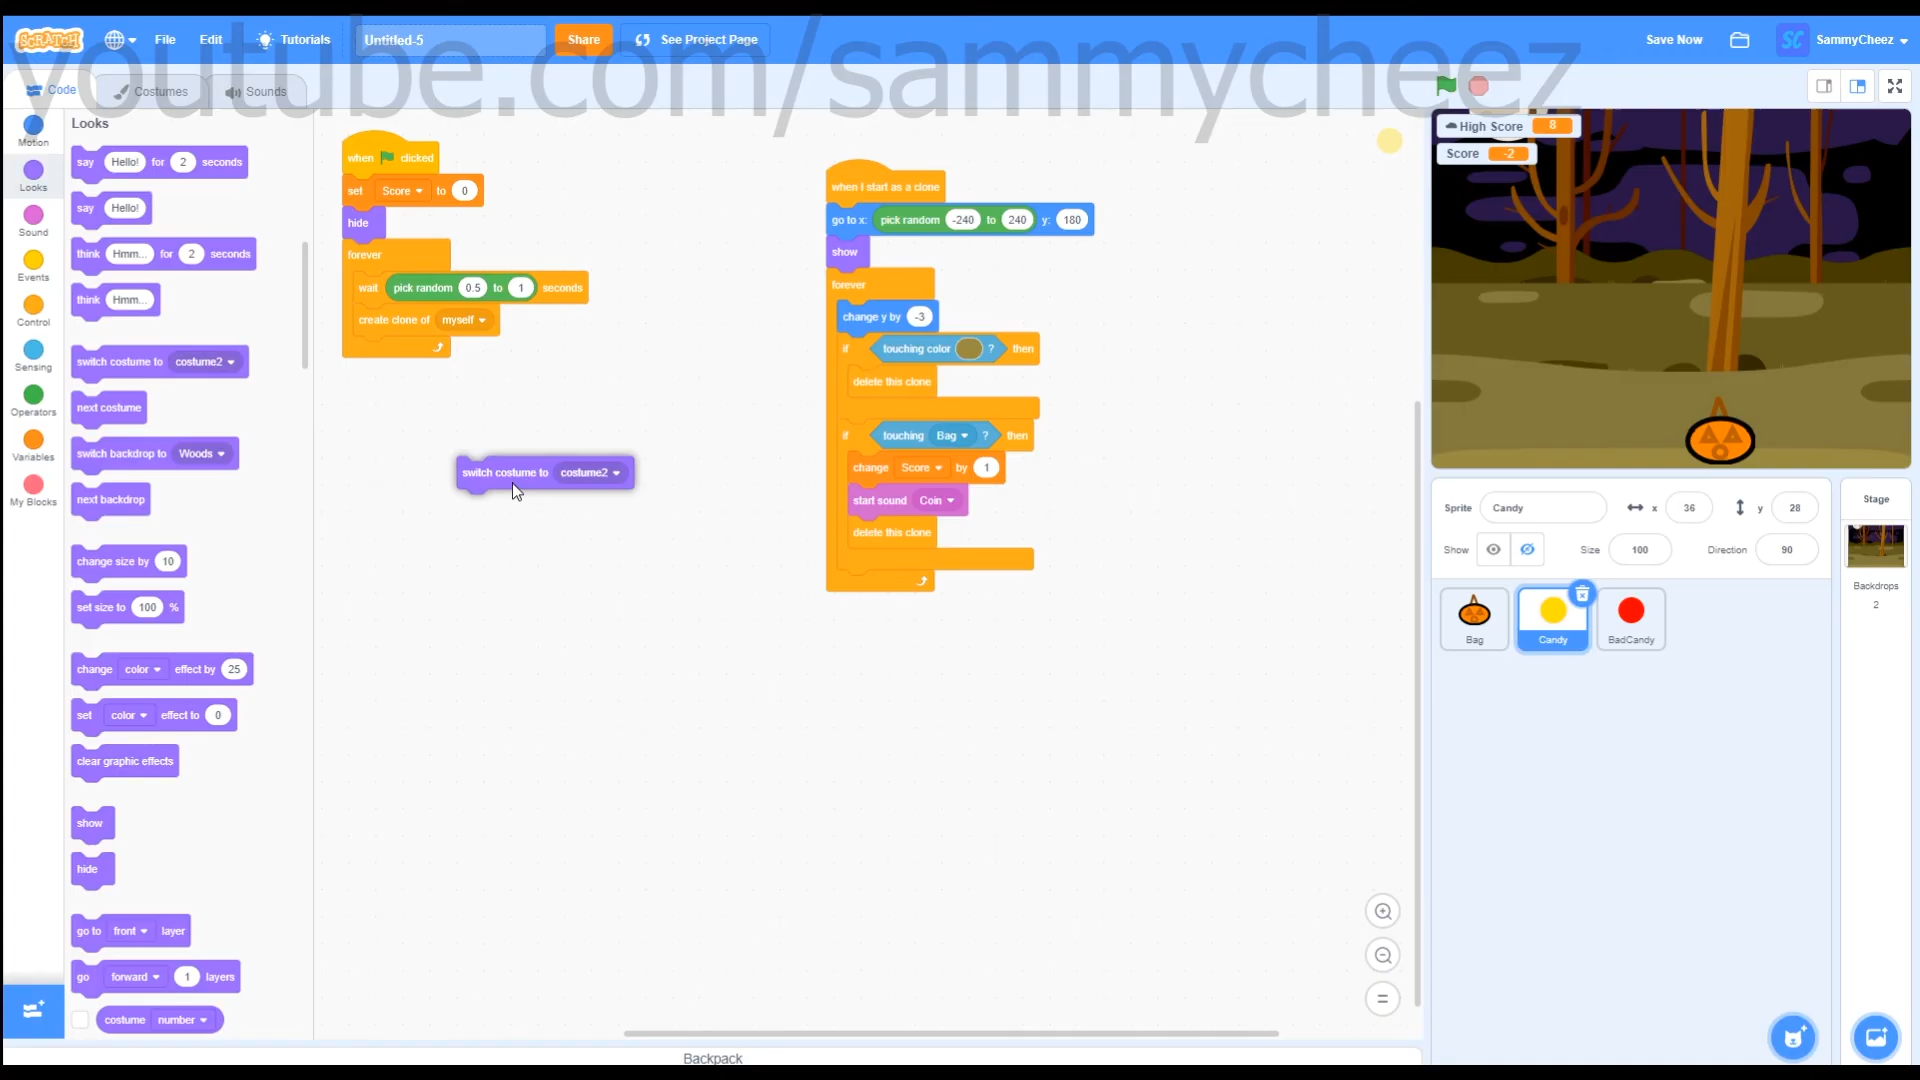 youtube.com/sammycheez
SCRATCH File Edit Tutorials Untitled-5 Share See Project Page Save Now SammyCheez
Code Costumes Sounds
Motion
Looks
Sound
Events
Control
Sensing
Operators
Variables
My Blocks
Looks
say Hello! for 2 seconds
say Hello!
think Hmm... for 2 seconds
think Hmm...
switch costume to costume2
next costume
switch backdrop to Woods
next backdrop
change size by 10
set size to 100 %
change color effect by 25
set color effect to 0
clear graphic effects
show
hide
go to front layer
go forward 1 layers
costume number
when clicked
set Score to 0
hide
forever
wait pick random 0.5 to 1 seconds
create clone of myself
switch costume to costume2
when I start as a clone
go to x: pick random -240 to 240 y: 180
show
forever
change y by -3
if touching color ? then
delete this clone
if touching Bag ? then
change Score by 1
start sound Coin
delete this clone
Backpack
High Score 8
Score -2
Sprite Candy x 36 y 28
Show Size 100 Direction 90
Bag Candy BadCandy
Stage
Backdrops
2